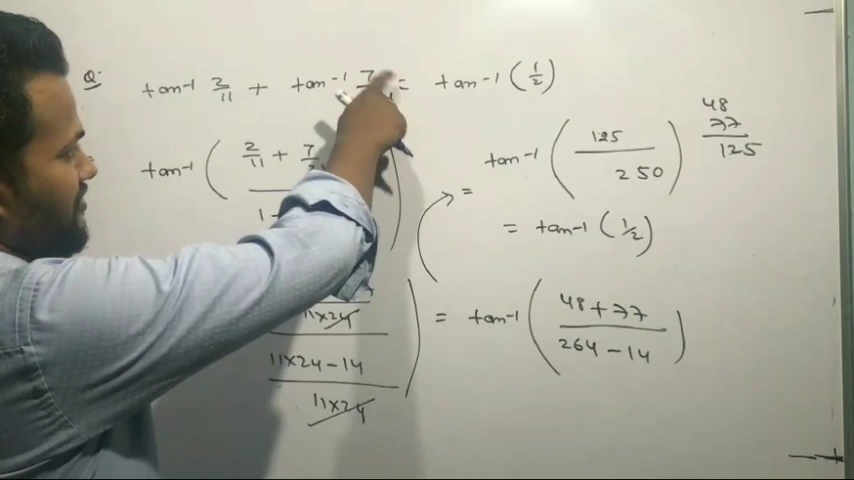 Q: tan-1 2/11 + tan-1 7 = tan-1 (1/2)
tan-1 ( 2/11 + 7
1-
11x24
11x24-14
11x24
= tan-1 ( 48+77 / 264-14 )
= tan-1 ( 125 / 250 )
= tan-1 (1/2)
48
77
125